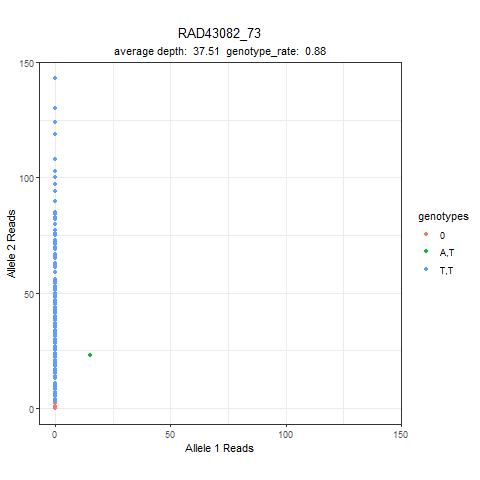 RAD43082_73
average depth:  37.51  genotype_rate:  0.88
150
100
50
0
Allele 2 Reads
0
50
100
150
Allele 1 Reads
genotypes
0
A,T
T,T